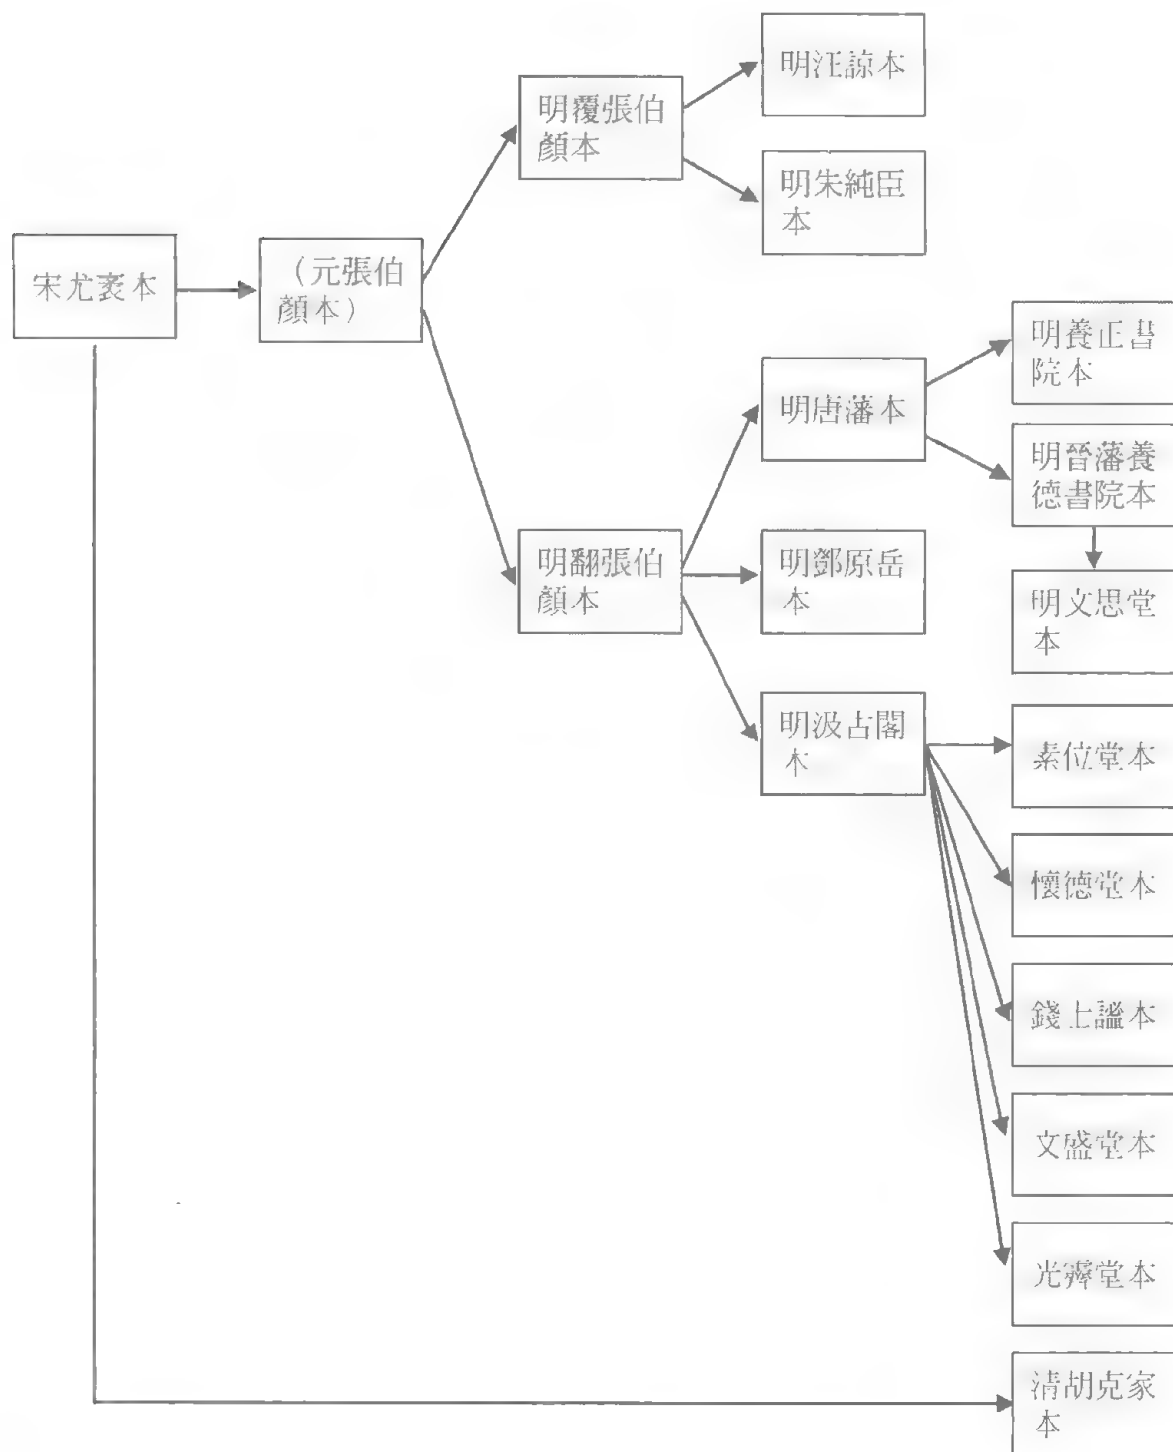 明汪諒本
明覆張伯
顏本
明朱純臣
本
宋尤袤本
（元張伯
顏本）
明養正書
院本
明唐藩本
明晉藩養
德書院本
明翻張伯
顏本
明鄧原岳
本
明文思堂
本
明汲古閣
本
素位堂本
懷德堂本
錢士謐本
文盛堂本
光霽堂本
清胡克家
本